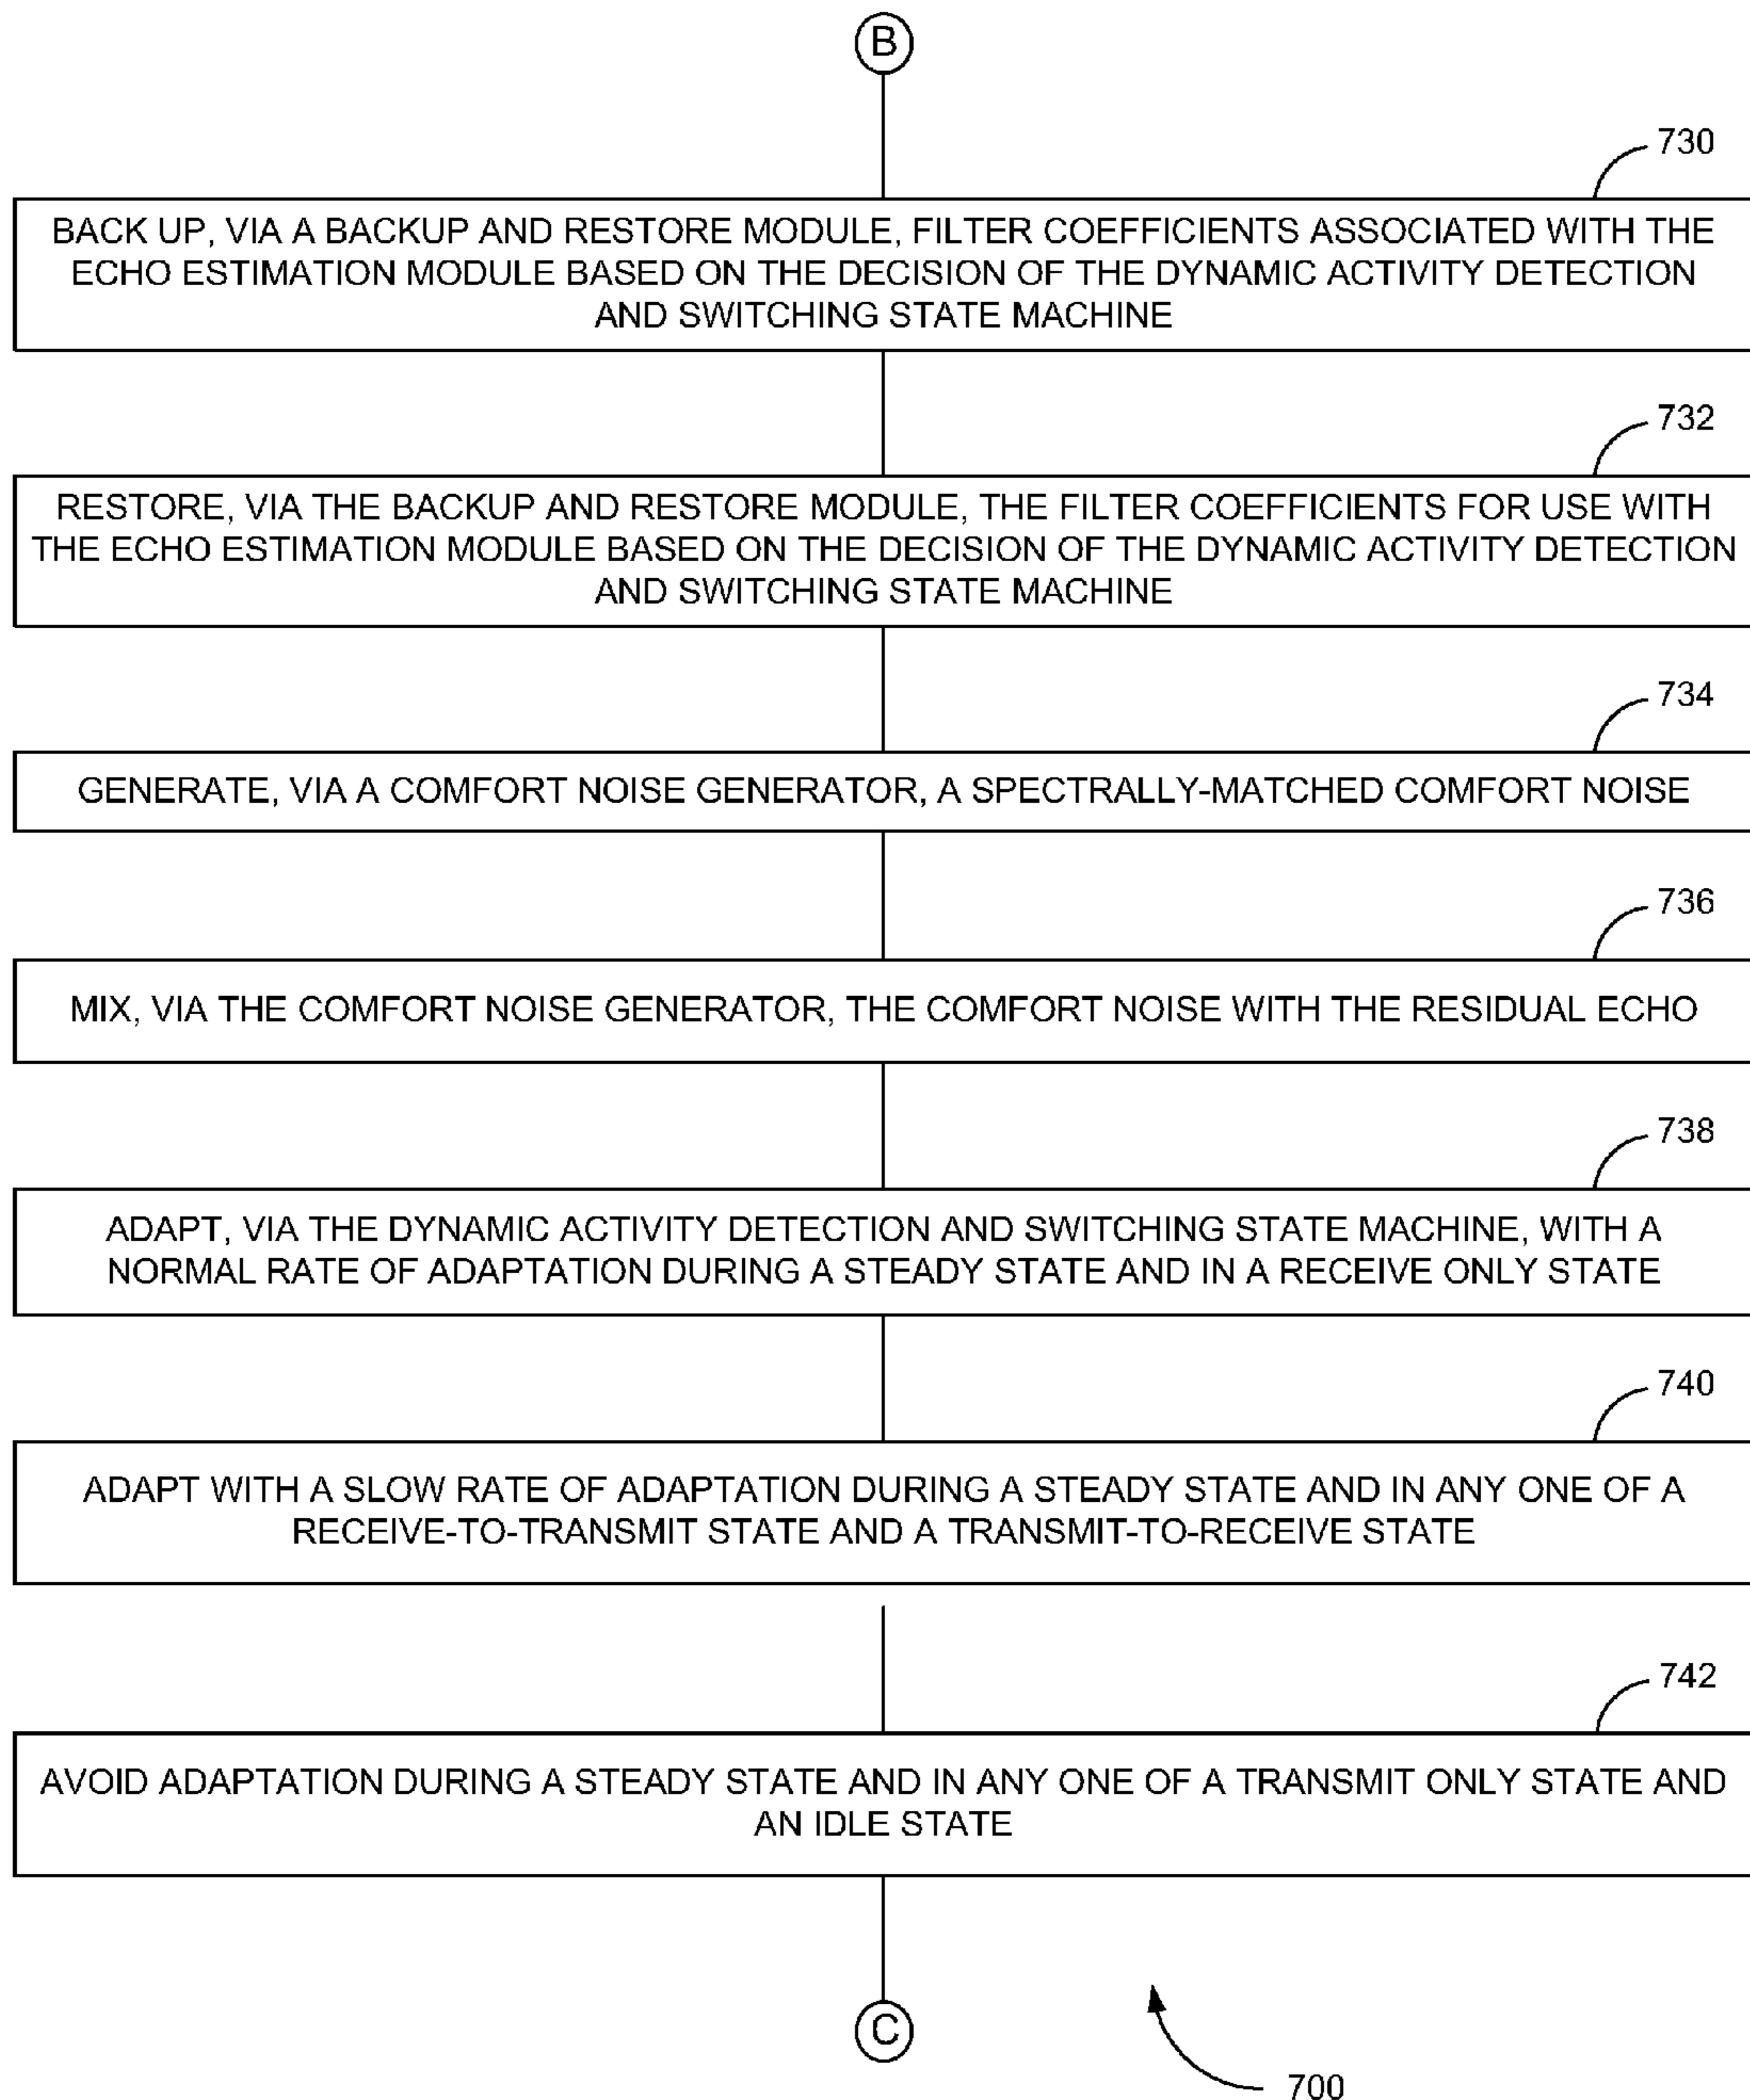 B
730
BACK UP, VIA A BACKUP AND RESTORE MODULE, FILTER COEFFICIENTS ASSOCIATED WITH THE
ECHO ESTIMATION MODULE BASED ON THE DECISION OF THE DYNAMIC ACTIVITY DETECTION
AND SWITCHING STATE MACHINE
732
RESTORE, VIA THE BACKUP AND RESTORE MODULE, THE FILTER COEFFICIENTS FOR USE WITH
THE ECHO ESTIMATION MODULE BASED ON THE DECISION OF THE DYNAMIC ACTIVITY DETECTION
AND SWITCHING STATE MACHINE
734
GENERATE, VIA A COMFORT NOISE GENERATOR, A SPECTRALLY-MATCHED COMFORT NOISE
736
MIX, VIA THE COMFORT NOISE GENERATOR, THE COMFORT NOISE WITH THE RESIDUAL ECHO
738
ADAPT, VIA THE DYNAMIC ACTIVITY DETECTION AND SWITCHING STATE MACHINE, WITH A
NORMAL RATE OF ADAPTATION DURING A STEADY STATE AND IN A RECEIVE ONLY STATE
740
ADAPT WITH A SLOW RATE OF ADAPTATION DURING A STEADY STATE AND IN ANY ONE OF A
RECEIVE-TO-TRANSMIT STATE AND A TRANSMIT-TO-RECEIVE STATE
742
AVOID ADAPTATION DURING A STEADY STATE AND IN ANY ONE OF A TRANSMIT ONLY STATE AND
AN IDLE STATE
C
700